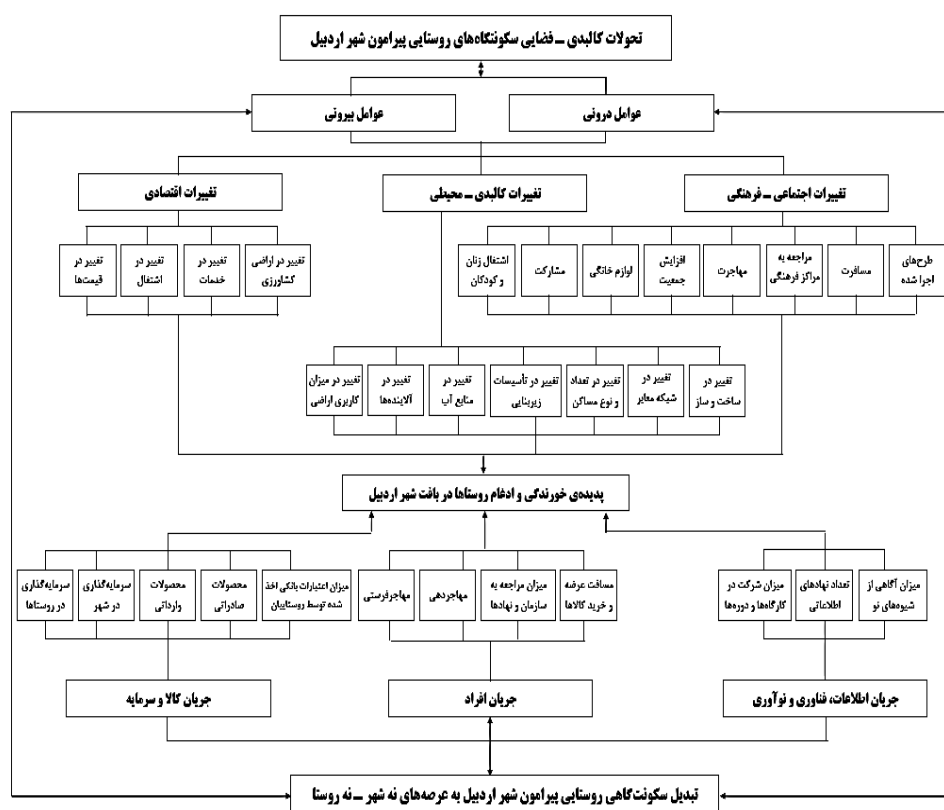 تحولات کالبدی ـ فضایی سکونتگاه‌های روستایی پیرامون شهر اردبیل
عوامل درونی
عوامل بیرونی
تغییرات اجتماعی ـ فرهنگی
تغییرات کالبدی ـ محیطی
تغییرات اقتصادی
طرح‌های
اجرا شده
مسافرت
مراجعه به
مراکز فرهنگی
مهاجرت
افزایش
جمعیت
لوازم خانگی
مشارکت
اشتغال زنان
و کودکان
تغییر در اراضی
کشاورزی
تغییر در
خدمات
تغییر در
اشتغال
تغییر در
قیمت‌ها
تغییر در
ساخت و ساز
تغییر در
شبکه معابر
تغییر در تعداد
و نوع مساکن
تغییر در تأسیسات
زیربنایی
تغییر در
منابع آب
تغییر در
آلاینده‌ها
تغییر در میزان
کاربری اراضی
پدیده‌ی خورندگی و ادغام روستاها در بافت شهر اردبیل
میزان آگاهی از
شیوه‌های نو
تعداد نهادهای
اطلاعاتی
میزان شرکت در
کارگاه‌ها و دوره‌ها
مسافت عرضه
و خرید کالاها
میزان مراجعه به
سازمان و نهادها
مهاجردهی
مهاجرفرستی
میزان اعتبارات بانکی اخذ
شده توسط روستاییان
محصولات
صادراتی
محصولات
وارداتی
سرمایه‌گذاری
در شهر
سرمایه‌گذاری
در روستاها
جریان اطلاعات، فناوری و نوآوری
جریان افراد
جریان کالا و سرمایه
تبدیل سکونت‌گاهی روستایی پیرامون شهر اردبیل به عرصه‌های نه شهر ـ نه روستا